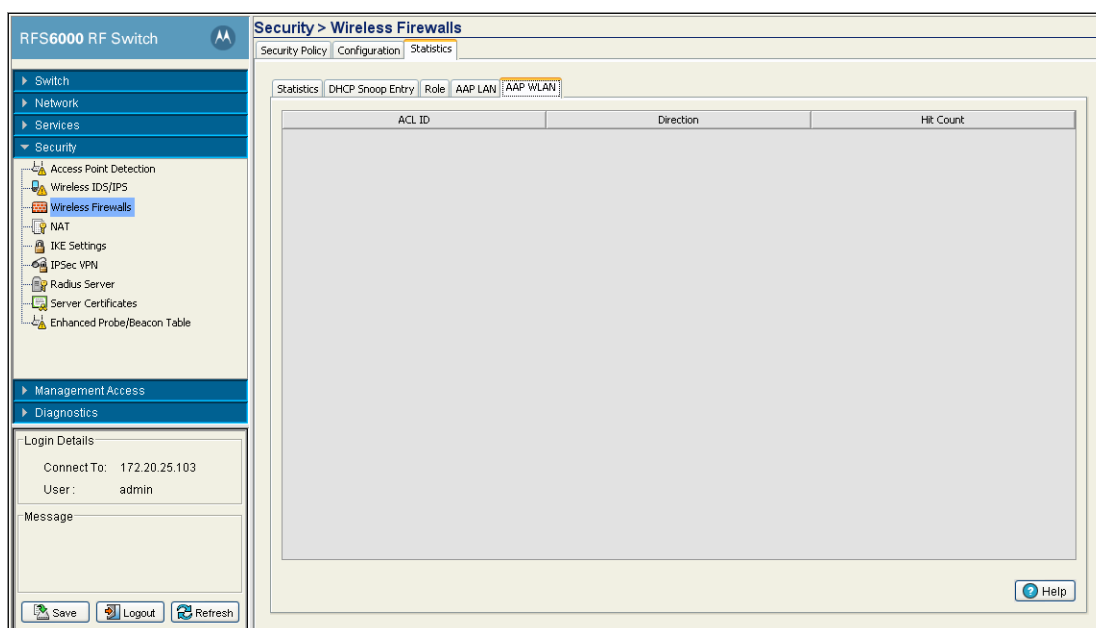 RFS6000 RF Switch
Security > Wireless Firewalls
Security Policy Configuration Statistics
Statistics DHCP Snoop Entry Role AAP LAN AAP WLAN
ACL ID Direction Hit Count
Switch
Network
Services
Security
Access Point Detection
Wireless IDS/IPS
Wireless Firewalls
NAT
IKE Settings
IPSec VPN
Radius Server
Server Certificates
Enhanced Probe/Beacon Table
Management Access
Diagnostics
Login Details
Connect To: 172.20.25.103
User : admin
Message
Save Logout Refresh
Help